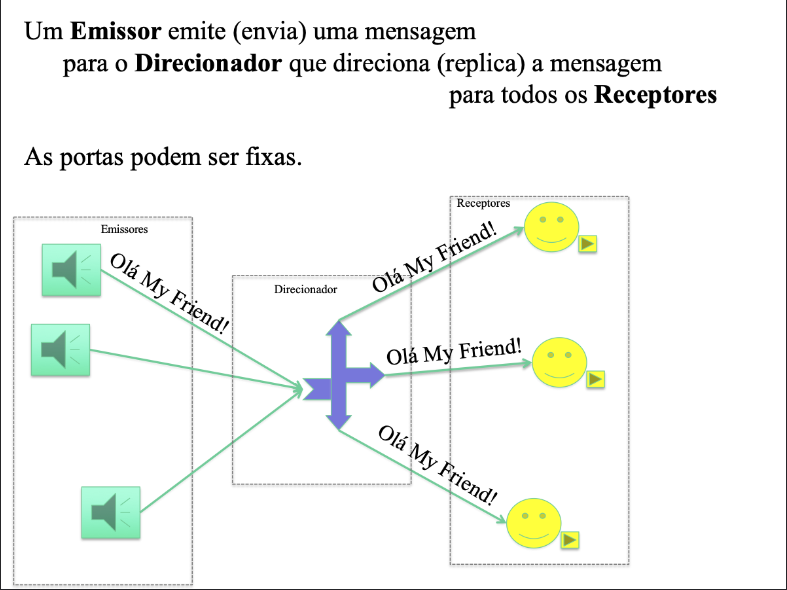 Um Emissor emite (envia) uma mensagem
para o Direcionador que direciona (replica) a mensagem
para todos os Receptores
As portas podem ser fixas.
Emissores
Direcionador
Receptores
Olá My Friend!
Olá My Friend!
Olá My Friend!
Olá My Friend!